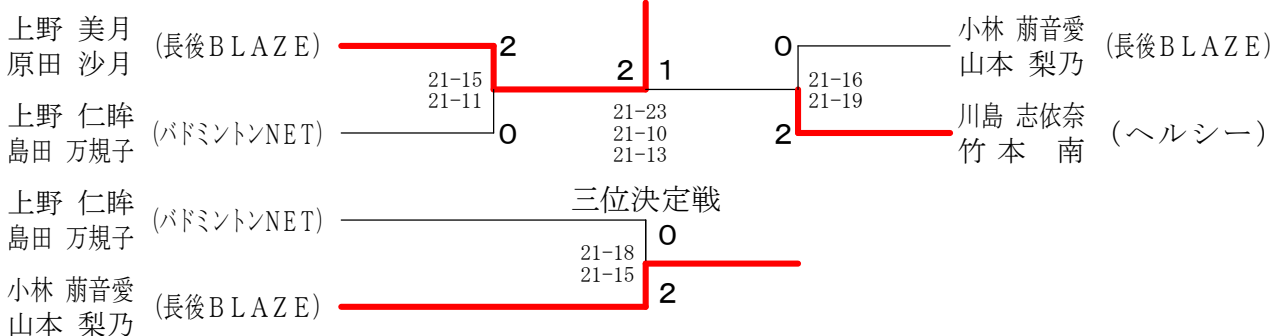 上野 美月
原田 沙月
(長後BLAZE)
2
21-15
21-11
上野 仁眸
島田 万規子
(バドミントンNET)
0
2
1
21-23
21-10
21-13
0
小林 萠音愛
山本 梨乃
(長後BLAZE)
21-16
21-19
川島 志依奈
竹本 南
(ヘルシー)
2
三位決定戦
上野 仁眸
島田 万規子
(バドミントンNET)
0
21-18
21-15
小林 萠音愛
山本 梨乃
(長後BLAZE)
2